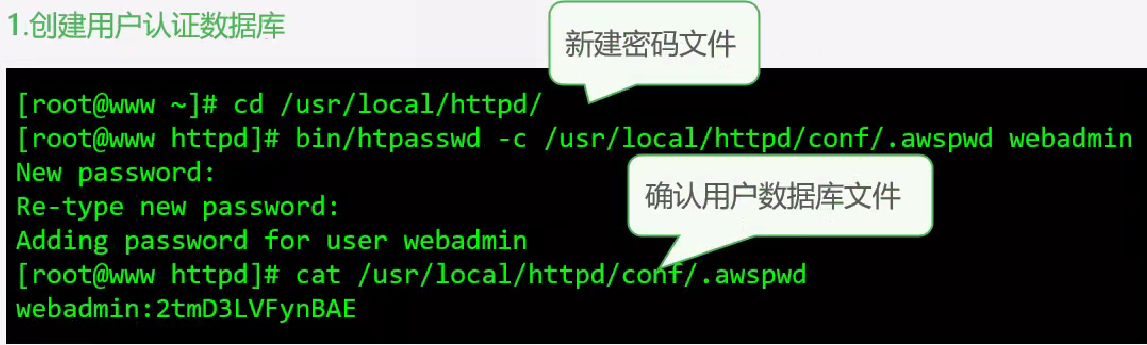 1.创建用户认证数据库
新建密码文件
[root@www ~]# cd /usr/local/httpd/
[root@www httpd]# bin/htpasswd -c /usr/local/httpd/conf/.awspwd webadmin
New password:
Re-type new password:
确认用户数据库文件
Adding password for user webadmin
[root@www httpd]# cat /usr/local/httpd/conf/.awspwd
webadmin:2tmD3LVFynBAE